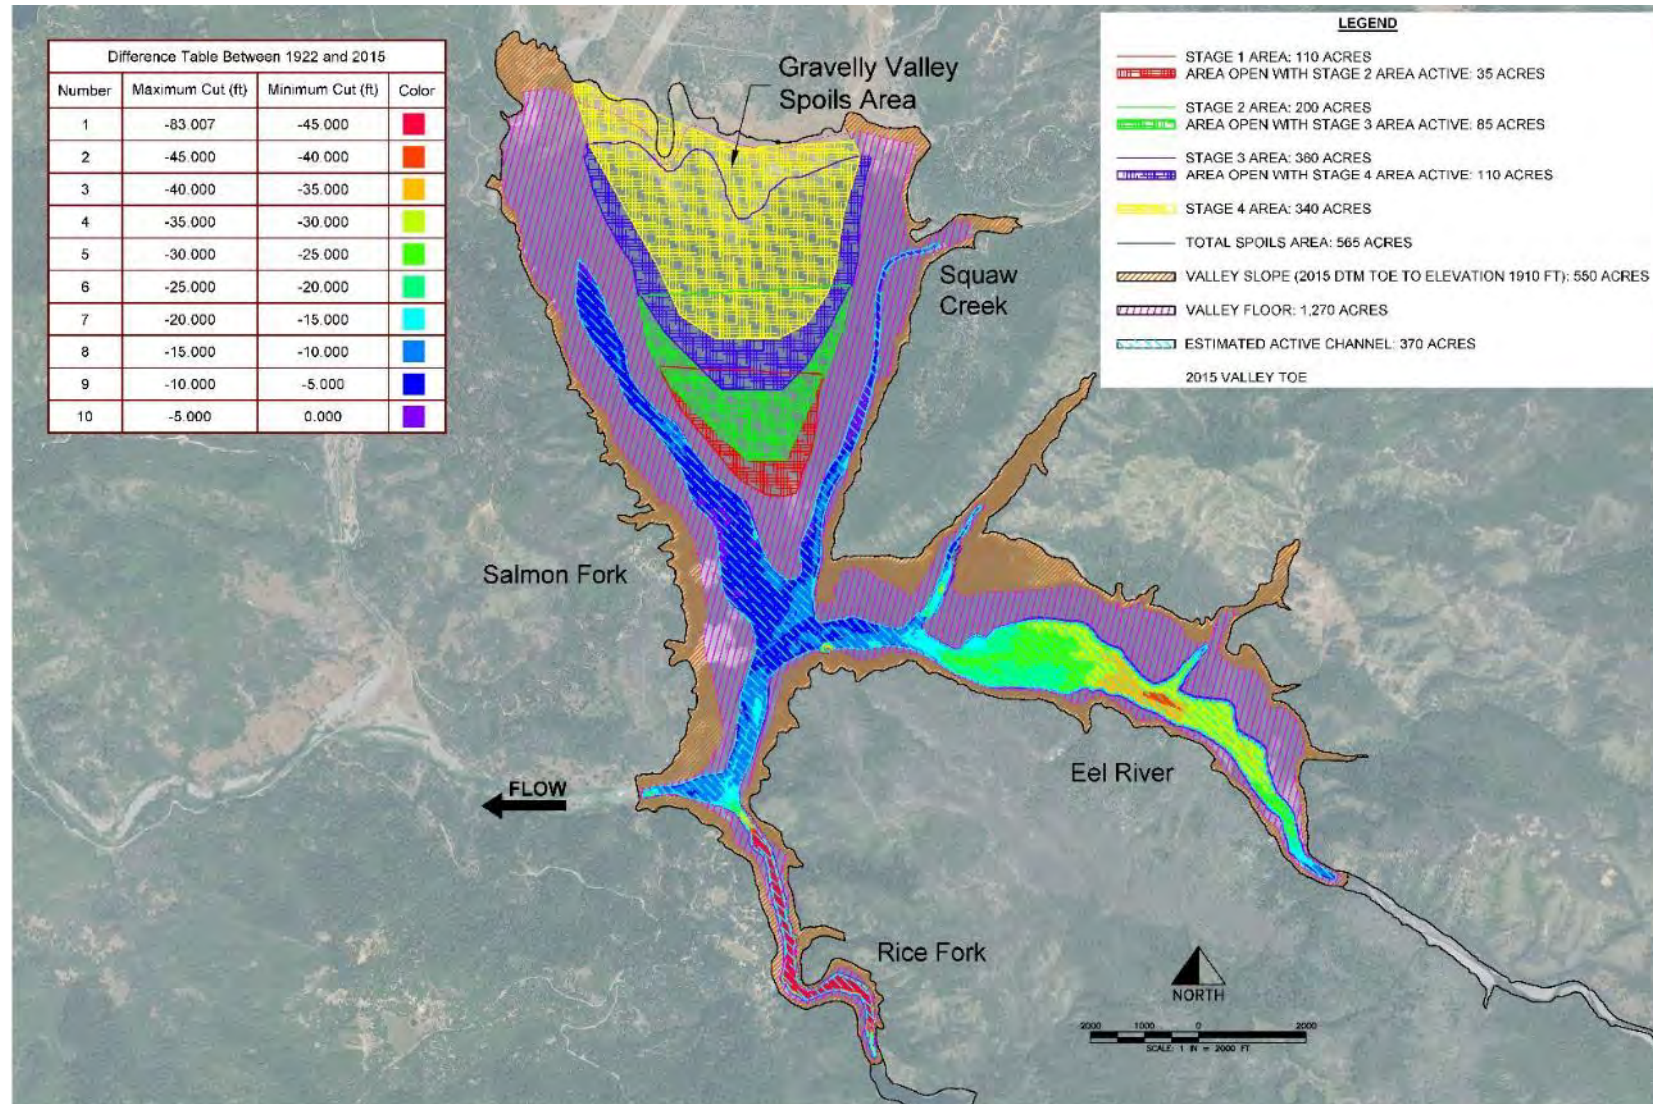 Difference Table Between 1922 and 2015
Number Maximum Cut (ft) Minimum Cut (ft) Color
1 -83.007 -45.000
2 -45.000 -40.000
3 -40.000 -35.000
4 -35.000 -30.000
5 -30.000 -25.000
6 -25.000 -20.000
7 -20.000 -15.000
8 -15.000 -10.000
9 -10.000 -5.000
10 -5.000 0.000
Gravelly Valley
Spoils Area
LEGEND
STAGE 1 AREA: 110 ACRES
AREA OPEN WITH STAGE 2 AREA ACTIVE: 35 ACRES
STAGE 2 AREA: 200 ACRES
AREA OPEN WITH STAGE 3 AREA ACTIVE: 85 ACRES
STAGE 3 AREA: 360 ACRES
AREA OPEN WITH STAGE 4 AREA ACTIVE: 110 ACRES
STAGE 4 AREA: 340 ACRES
TOTAL SPOILS AREA: 565 ACRES
VALLEY SLOPE (2015 DTM TOE TO ELEVATION 1910 FT): 550 ACRES
VALLEY FLOOR: 1,270 ACRES
ESTIMATED ACTIVE CHANNEL: 370 ACRES
2015 VALLEY TOE
Squaw
Creek
Salmon Fork
Eel River
FLOW
Rice Fork
NORTH
2000 1000 0 2000
SCALE: 1 IN = 2000 FT